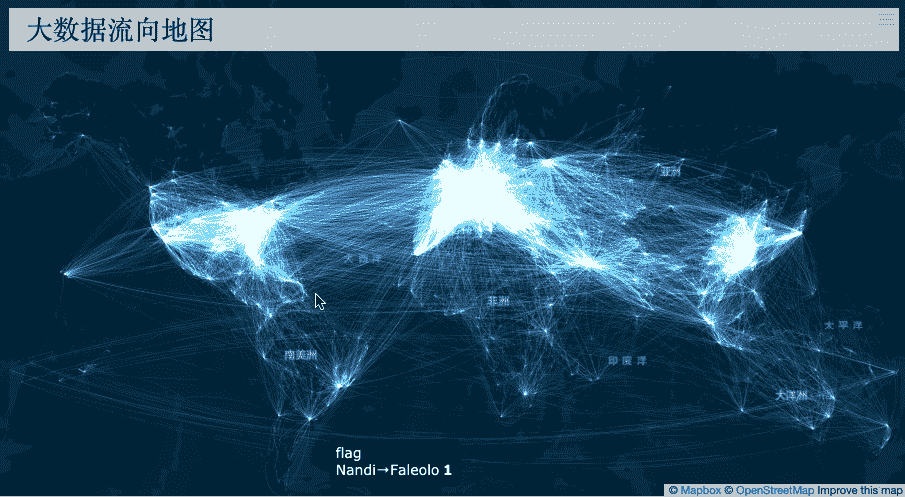 大数据流向地图
亚洲
大西洋
非洲
太平洋
南美洲
印度洋
大洋洲
flag
Nandi→Faleolo 1
© Mapbox © OpenStreetMap Improve this map